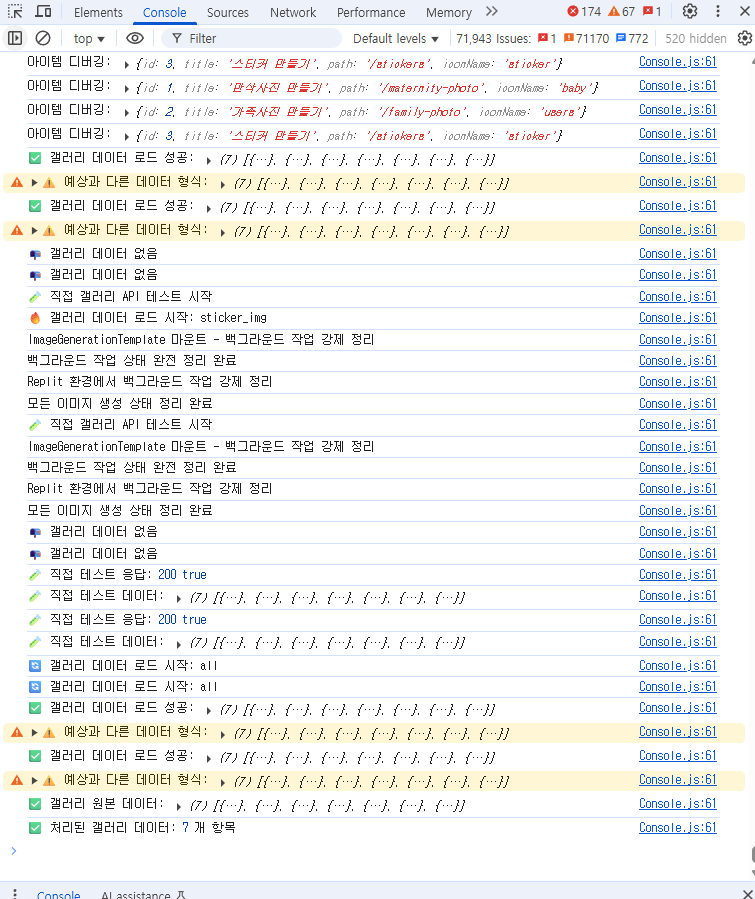 Elements Console Sources Network Performance Memory 174 67 1
top Filter Default levels 71,943 Issues: 1 71170 772 520 hidden
아이템 디버깅: {id: 3, title: '스티커 만들기', path: '/stickers', iconName: 'sticker'} Console.js:61
아이템 디버깅: {id: 1, title: '만삭사진 만들기', path: '/maternity-photo', iconName: 'baby'} Console.js:61
아이템 디버깅: {id: 2, title: '가족사진 만들기', path: '/family-photo', iconName: 'users'} Console.js:61
아이템 디버깅: {id: 3, title: '스티커 만들기', path: '/stickers', iconName: 'sticker'} Console.js:61
✅ 갤러리 데이터 로드 성공: (7) [{…}, {…}, {…}, {…}, {…}, {…}, {…}] Console.js:61
⚠️ 예상과 다른 데이터 형식: (7) [{…}, {…}, {…}, {…}, {…}, {…}, {…}] Console.js:61
✅ 갤러리 데이터 로드 성공: (7) [{…}, {…}, {…}, {…}, {…}, {…}, {…}] Console.js:61
⚠️ 예상과 다른 데이터 형식: (7) [{…}, {…}, {…}, {…}, {…}, {…}, {…}] Console.js:61
📭 갤러리 데이터 없음 Console.js:61
📭 갤러리 데이터 없음 Console.js:61
🧪 직접 갤러리 API 테스트 시작 Console.js:61
🔥 갤러리 데이터 로드 시작: sticker_img Console.js:61
ImageGenerationTemplate 마운트 - 백그라운드 작업 강제 정리 Console.js:61
백그라운드 작업 상태 완전 정리 완료 Console.js:61
Replit 환경에서 백그라운드 작업 강제 정리 Console.js:61
모든 이미지 생성 상태 정리 완료 Console.js:61
🧪 직접 갤러리 API 테스트 시작 Console.js:61
ImageGenerationTemplate 마운트 - 백그라운드 작업 강제 정리 Console.js:61
백그라운드 작업 상태 완전 정리 완료 Console.js:61
Replit 환경에서 백그라운드 작업 강제 정리 Console.js:61
모든 이미지 생성 상태 정리 완료 Console.js:61
📭 갤러리 데이터 없음 Console.js:61
📭 갤러리 데이터 없음 Console.js:61
🧪 직접 테스트 응답: 200 true Console.js:61
🧪 직접 테스트 데이터: (7) [{…}, {…}, {…}, {…}, {…}, {…}, {…}] Console.js:61
🧪 직접 테스트 응답: 200 true Console.js:61
🧪 직접 테스트 데이터: (7) [{…}, {…}, {…}, {…}, {…}, {…}, {…}] Console.js:61
🔄 갤러리 데이터 로드 시작: all Console.js:61
🔄 갤러리 데이터 로드 시작: all Console.js:61
✅ 갤러리 데이터 로드 성공: (7) [{…}, {…}, {…}, {…}, {…}, {…}, {…}] Console.js:61
⚠️ 예상과 다른 데이터 형식: (7) [{…}, {…}, {…}, {…}, {…}, {…}, {…}] Console.js:61
✅ 갤러리 데이터 로드 성공: (7) [{…}, {…}, {…}, {…}, {…}, {…}, {…}] Console.js:61
⚠️ 예상과 다른 데이터 형식: (7) [{…}, {…}, {…}, {…}, {…}, {…}, {…}] Console.js:61
✅ 갤러리 원본 데이터: (7) [{…}, {…}, {…}, {…}, {…}, {…}, {…}] Console.js:61
✅ 처리된 갤러리 데이터: 7 개 항목 Console.js:61
Console AI assistance